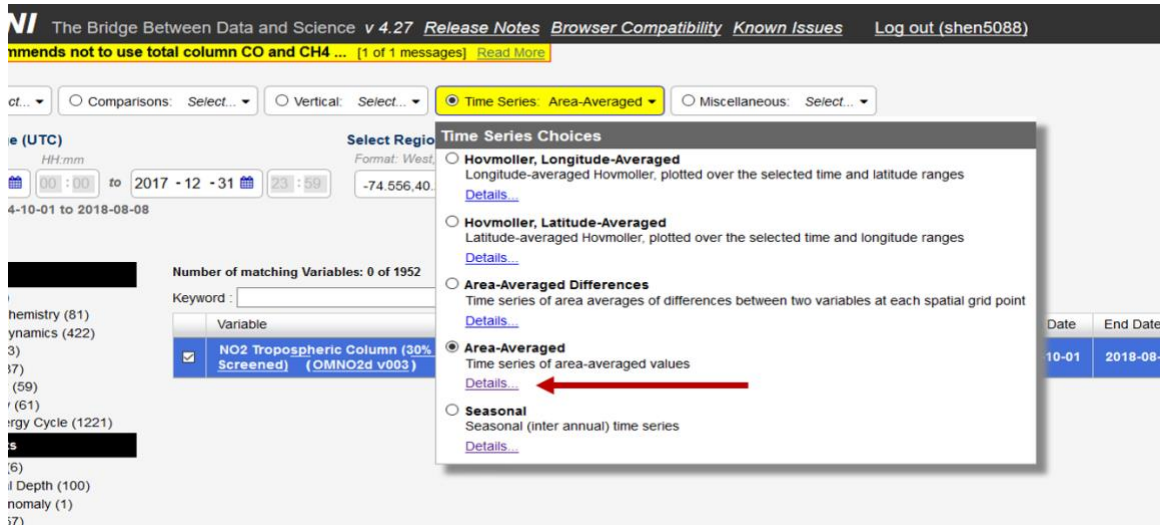 NI The Bridge Between Data and Science v 4.27 Release Notes Browser Compatibility Known Issues Log out (shen5088)
mmends not to use total column CO and CH4 ... [1 of 1 messages] Read More
ct... Comparisons: Select... Vertical: Select... Time Series: Area-Averaged Miscellaneous: Select...
e (UTC) Select Regio
HH:mm Format: West,
00 : 00 to 2017 - 12 - 31 23 : 59 -74.556,40.
4-10-01 to 2018-08-08
Time Series Choices
Hovmoller, Longitude-Averaged
Longitude-averaged Hovmoller, plotted over the selected time and latitude ranges
Details...
Hovmoller, Latitude-Averaged
Latitude-averaged Hovmoller, plotted over the selected time and longitude ranges
Details...
Area-Averaged Differences
Time series of area averages of differences between two variables at each spatial grid point
Details...
Area-Averaged
Time series of area-averaged values
Details...
Seasonal
Seasonal (inter annual) time series
Details...
Number of matching Variables: 0 of 1952
Keyword :
Variable Date End Date
NO2 Tropospheric Column (30% 10-01 2018-08-
Screened) (OMNO2d v003)
hemistry (81)
ynamics (422)
3)
37)
(59)
(61)
ergy Cycle (1221)
s
(6)
l Depth (100)
nomaly (1)
57)